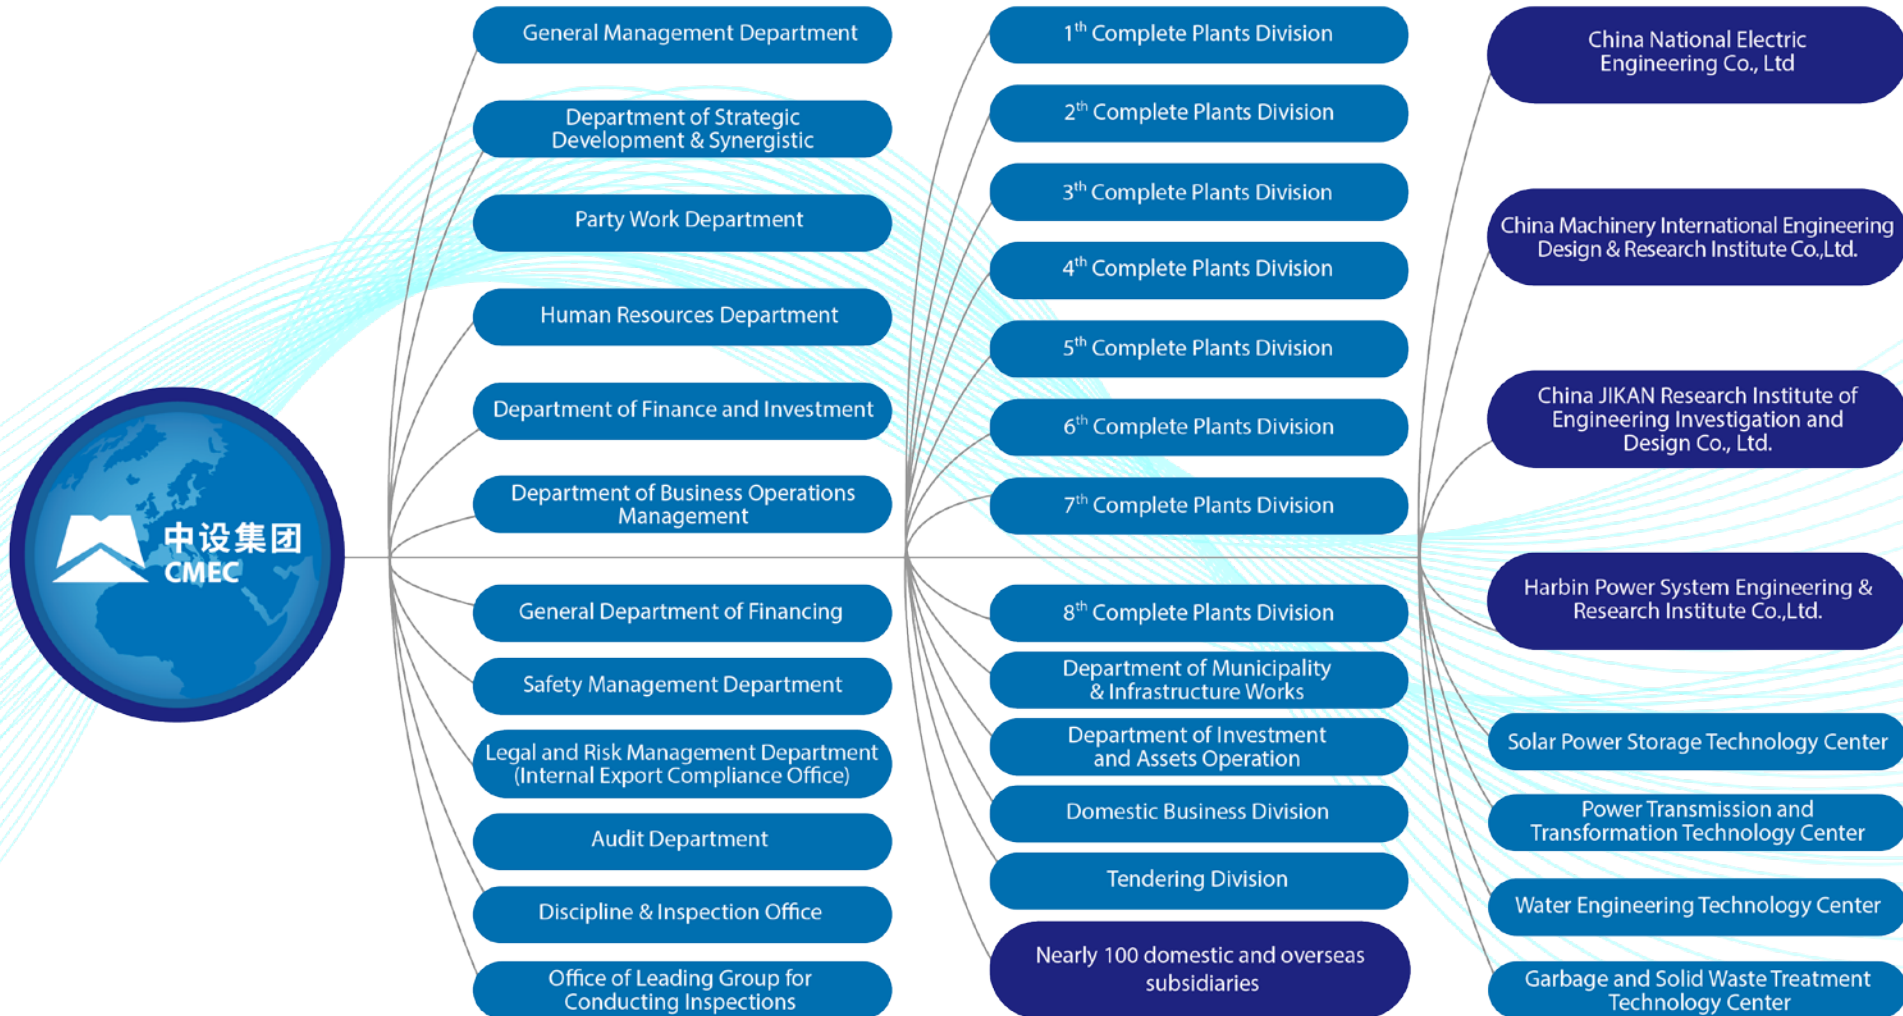 中设集团
CMEC
General Management Department
Department of Strategic
Development & Synergistic
Party Work Department
Human Resources Department
Department of Finance and Investment
Department of Business Operations
Management
General Department of Financing
Safety Management Department
Legal and Risk Management Department
(Internal Export Compliance Office)
Audit Department
Discipline & Inspection Office
Office of Leading Group for
Conducting Inspections
1th Complete Plants Division
2th Complete Plants Division
3th Complete Plants Division
4th Complete Plants Division
5th Complete Plants Division
6th Complete Plants Division
7th Complete Plants Division
8th Complete Plants Division
Department of Municipality
& Infrastructure Works
Department of Investment
and Assets Operation
Domestic Business Division
Tendering Division
Nearly 100 domestic and overseas
subsidiaries
China National Electric
Engineering Co., Ltd
China Machinery International Engineering
Design & Research Institute Co.,Ltd.
China JIKAN Research Institute of
Engineering Investigation and
Design Co., Ltd.
Harbin Power System Engineering &
Research Institute Co.,Ltd.
Solar Power Storage Technology Center
Power Transmission and
Transformation Technology Center
Water Engineering Technology Center
Garbage and Solid Waste Treatment
Technology Center